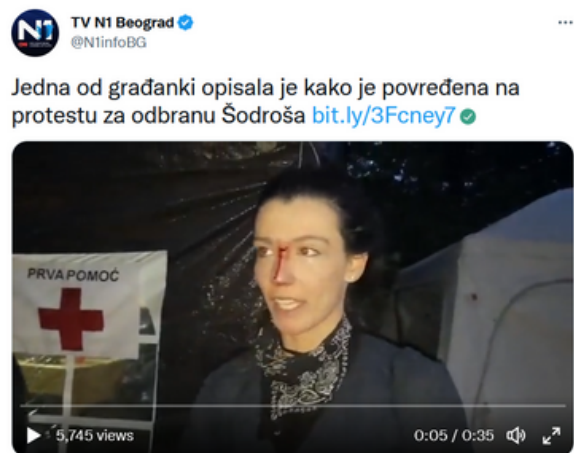 N1
TV N1 Beograd
@N1infoBG
Jedna od građanki opisala je kako je povređena na
protestu za odbranu Šodroša bit.ly/3Fcney7
PRVA POMOĆ
5,745 views
0:05 / 0:35